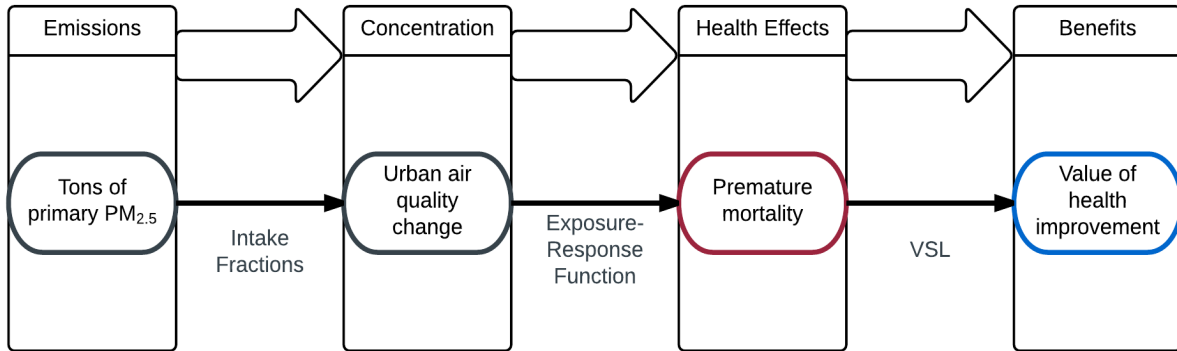 Emissions
Concentration
Health Effects
Benefits
Tons of
primary PM₂.₅
Urban air
quality
change
Premature
mortality
Value of
health
improvement
Intake
Fractions
Exposure-
Response
Function
VSL